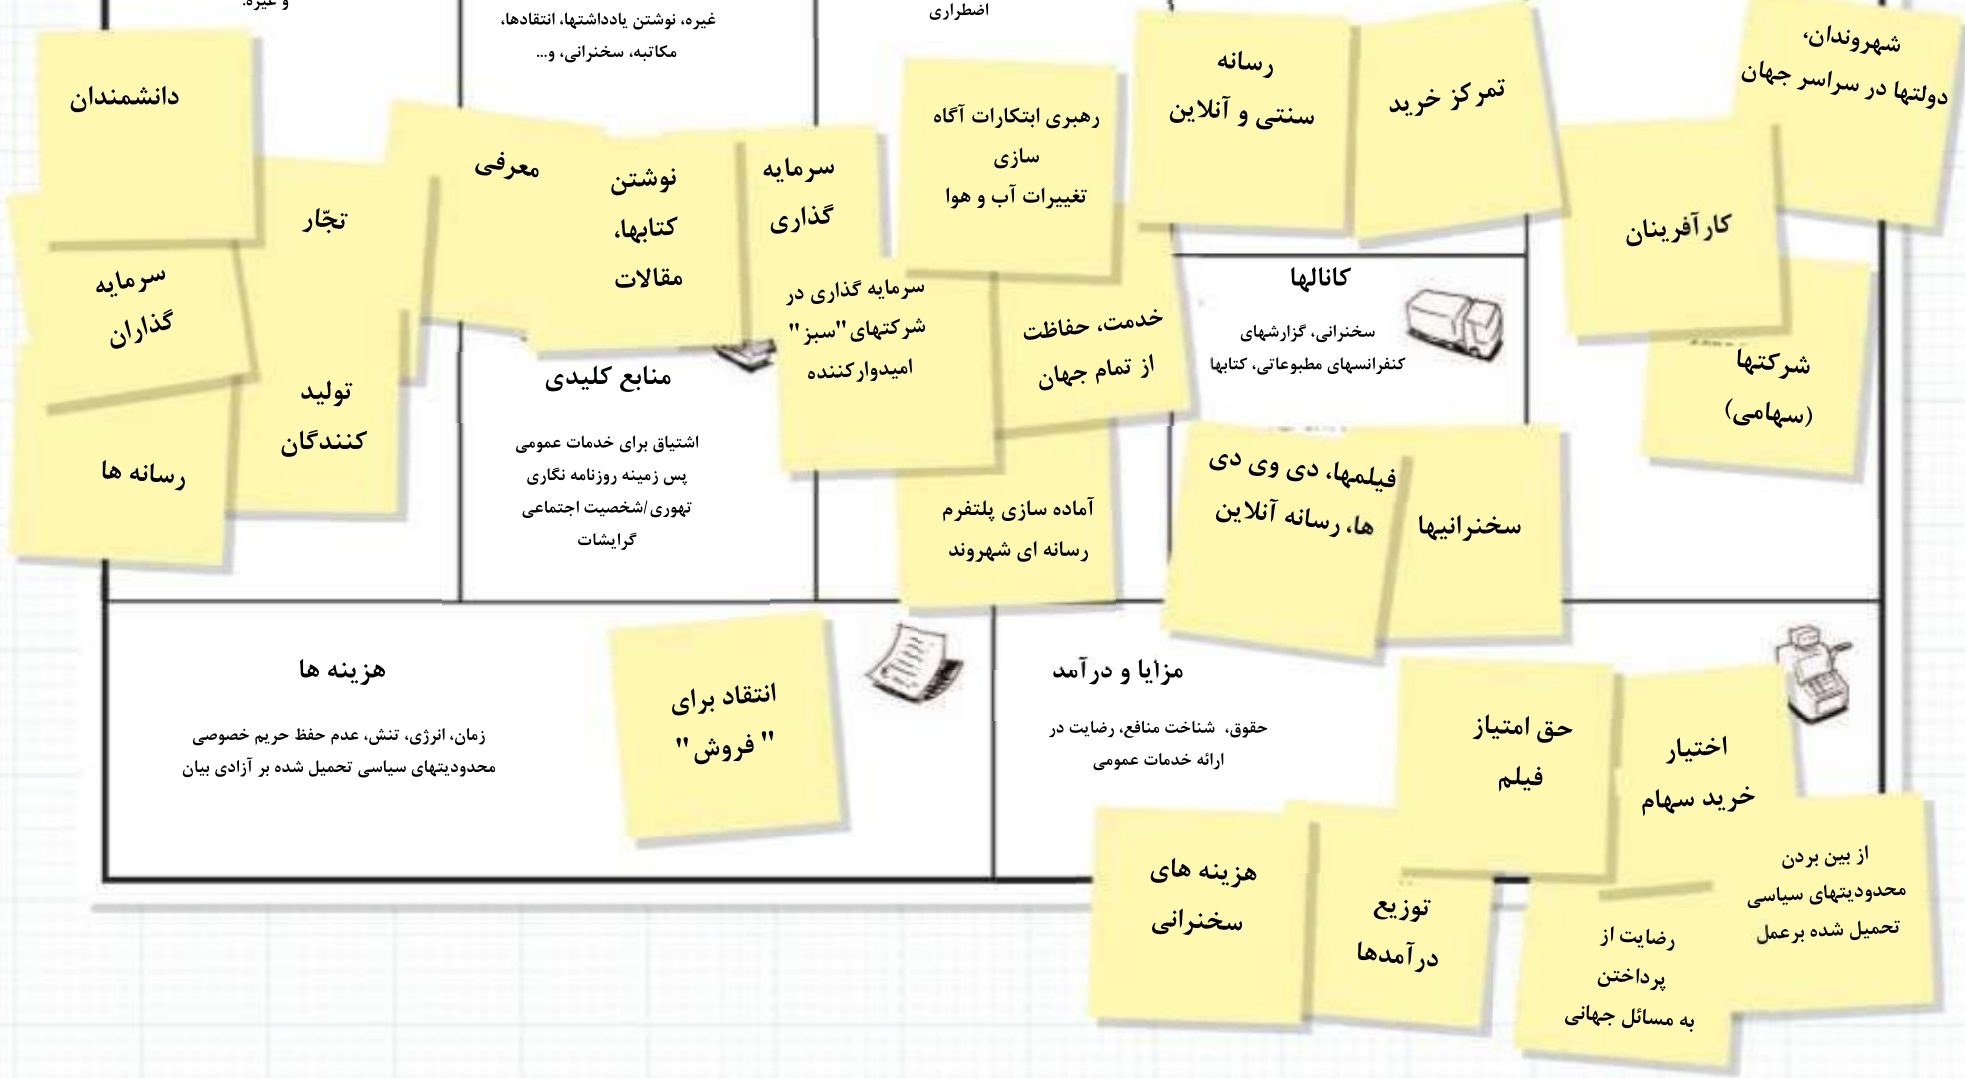 و غیره.
غیره، نوشتن یادداشتها، انتقادها،
مکاتبه، سخنرانی، و...
اضطراری
دانشمندان
تجّار
سرمایه
گذاران
تولید
کنندگان
رسانه ها
معرفی
نوشتن
کتابها،
مقالات
سرمایه
گذاری
منابع کلیدی
اشتیاق برای خدمات عمومی
پس زمینه روزنامه نگاری
تهوری/شخصیت اجتماعی
گرایشات
رهبری ابتکارات آگاه
سازی
تغییرات آب و هوا
سرمایه گذاری در
شرکتهای"سبز"
امیدوارکننده
خدمت، حفاظت
از تمام جهان
آماده سازی پلتفرم
رسانه ای شهروند
رسانه
سنتی و آنلاین
تمرکز خرید
کانالها
سخنرانی، گزارشهای
کنفرانسهای مطبوعاتی، کتابها
فیلمها، دی وی دی
ها، رسانه آنلاین
سخنرانیها
شهروندان،
دولتها در سراسر جهان
کارآفرینان
شرکتها
(سهامی)
هزینه ها
زمان، انرژی، تنش، عدم حفظ حریم خصوصی
محدودیتهای سیاسی تحمیل شده بر آزادی بیان
انتقاد برای
" فروش"
مزایا و درآمد
حقوق، شناخت منافع، رضایت در
ارائه خدمات عمومی
حق امتیاز
فیلم
اختیار
خرید سهام
هزینه های
سخنرانی
توزیع
درآمدها
رضایت از
پرداختن
به مسائل جهانی
از بین بردن
محدودیتهای سیاسی
تحمیل شده برعمل